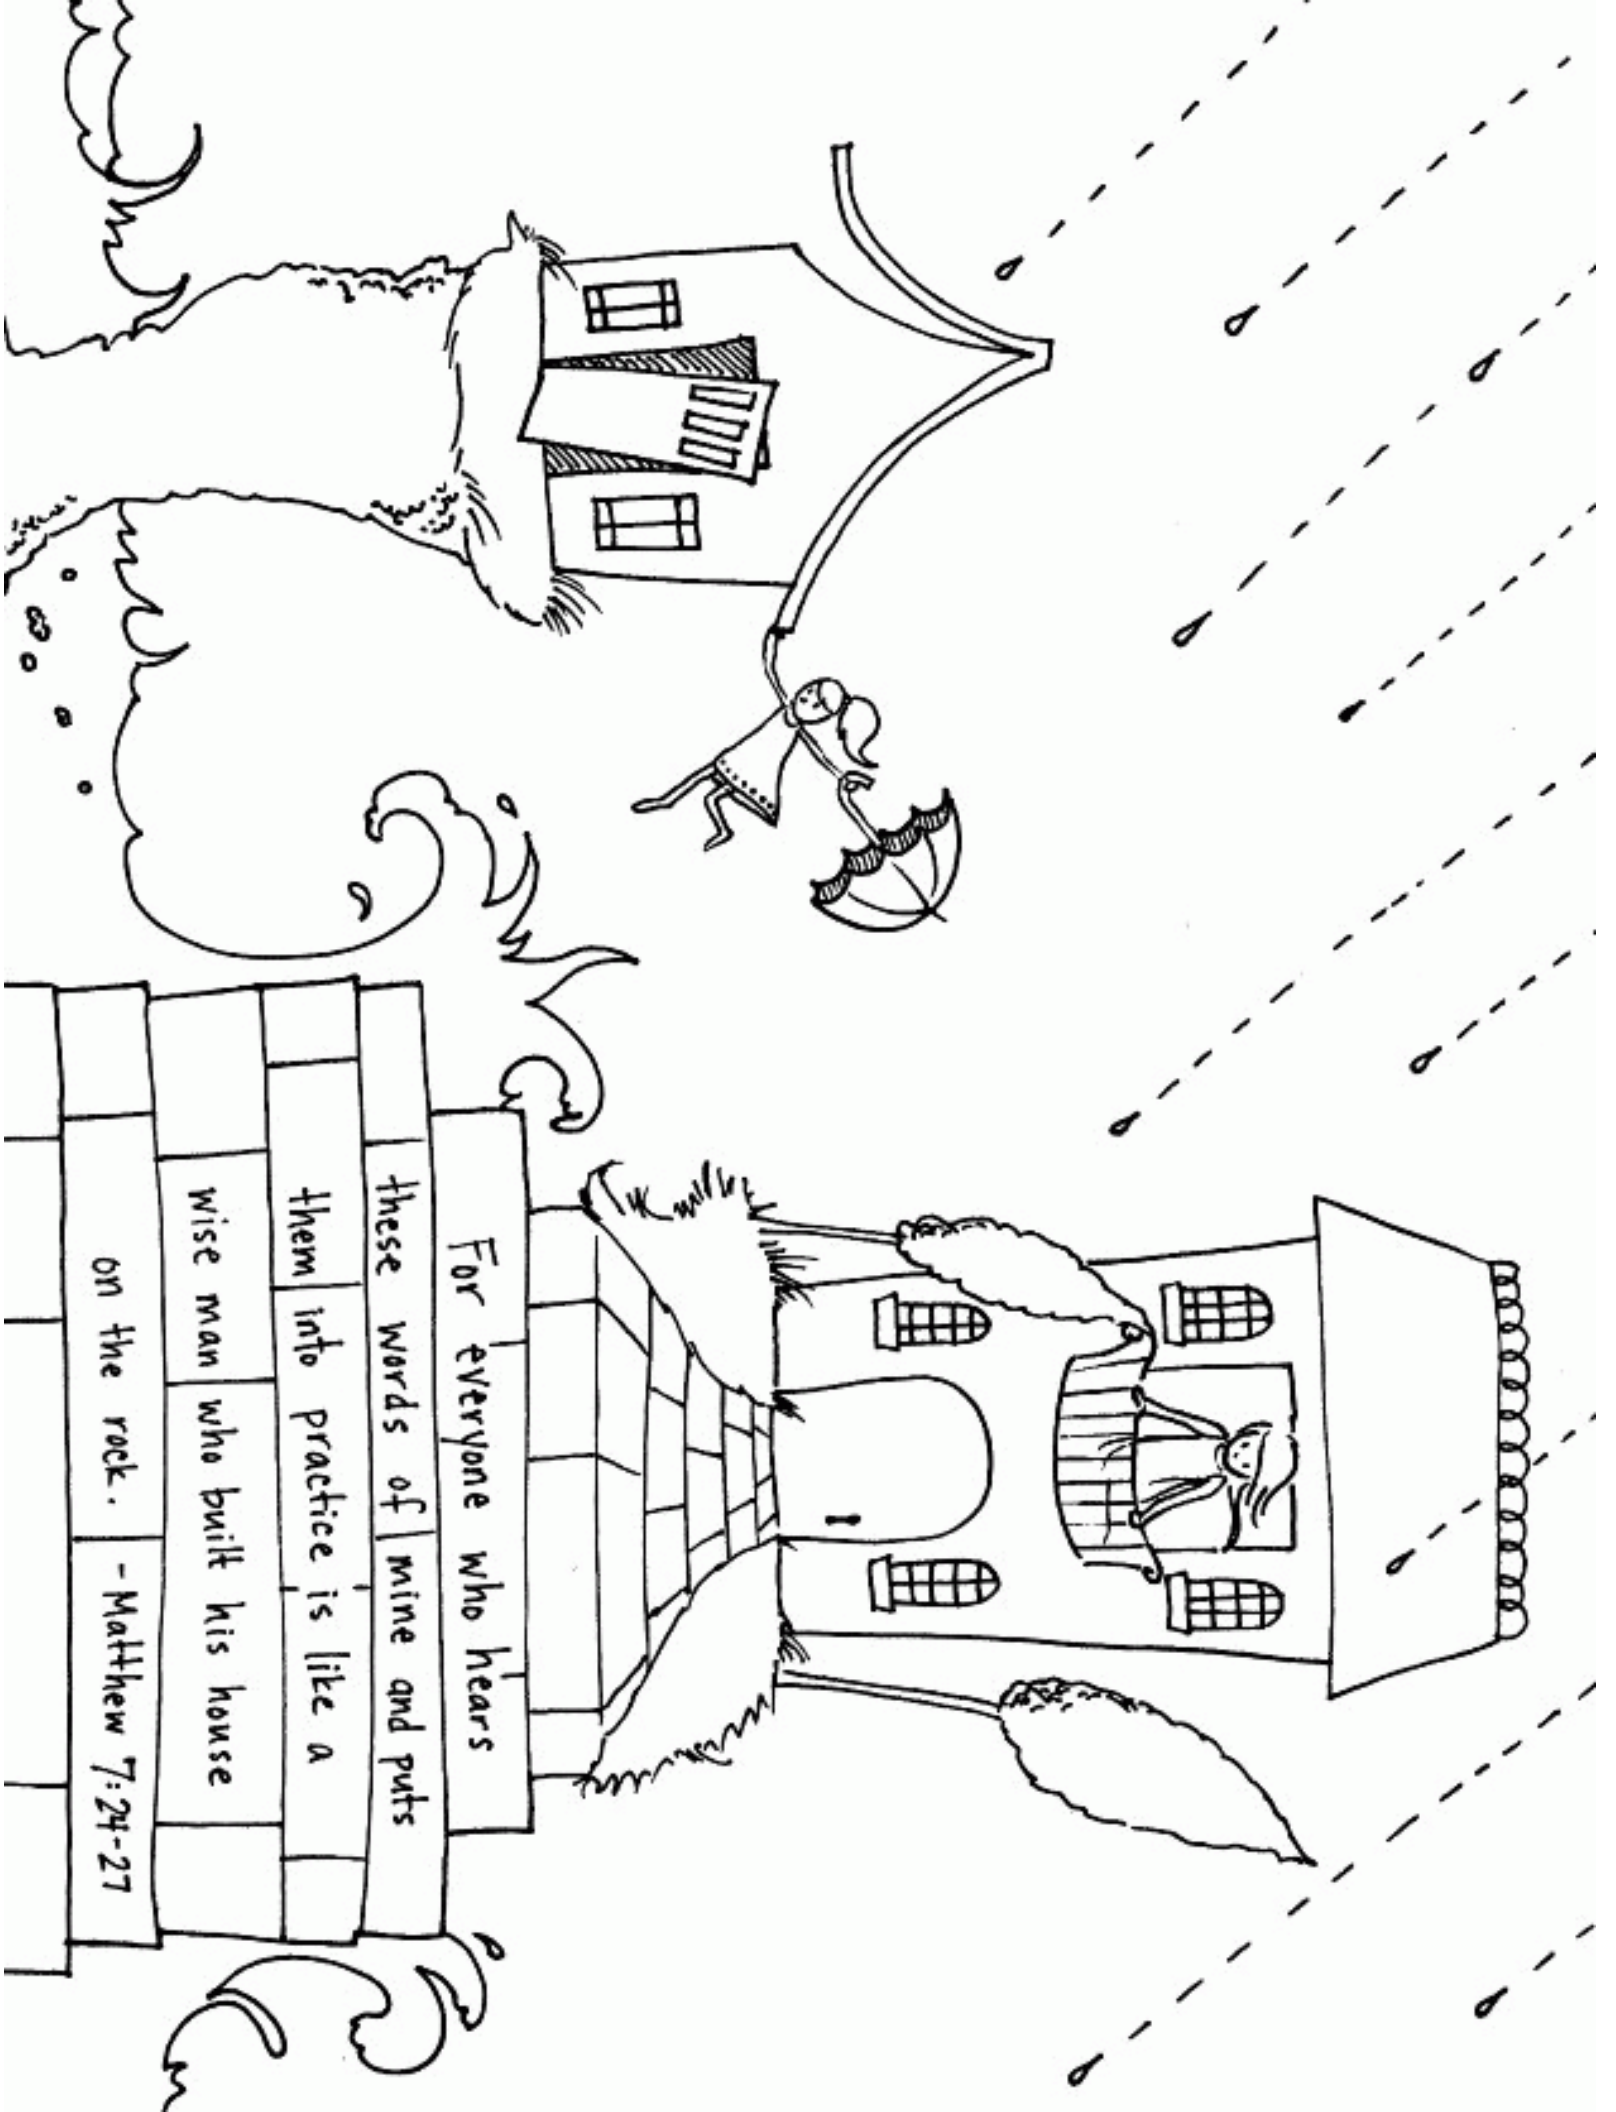 For everyone who hears
these words of mine and puts
them into practice is like a
wise man who built his house
on the rock. -Matthew 7:24-27